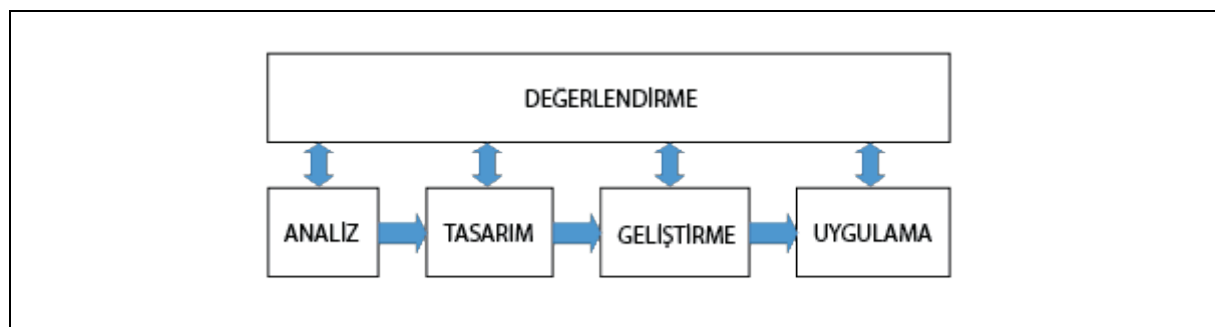 DEĞERLENDİRME
ANALİZ
TASARIM
GELİŞTİRME
UYGULAMA